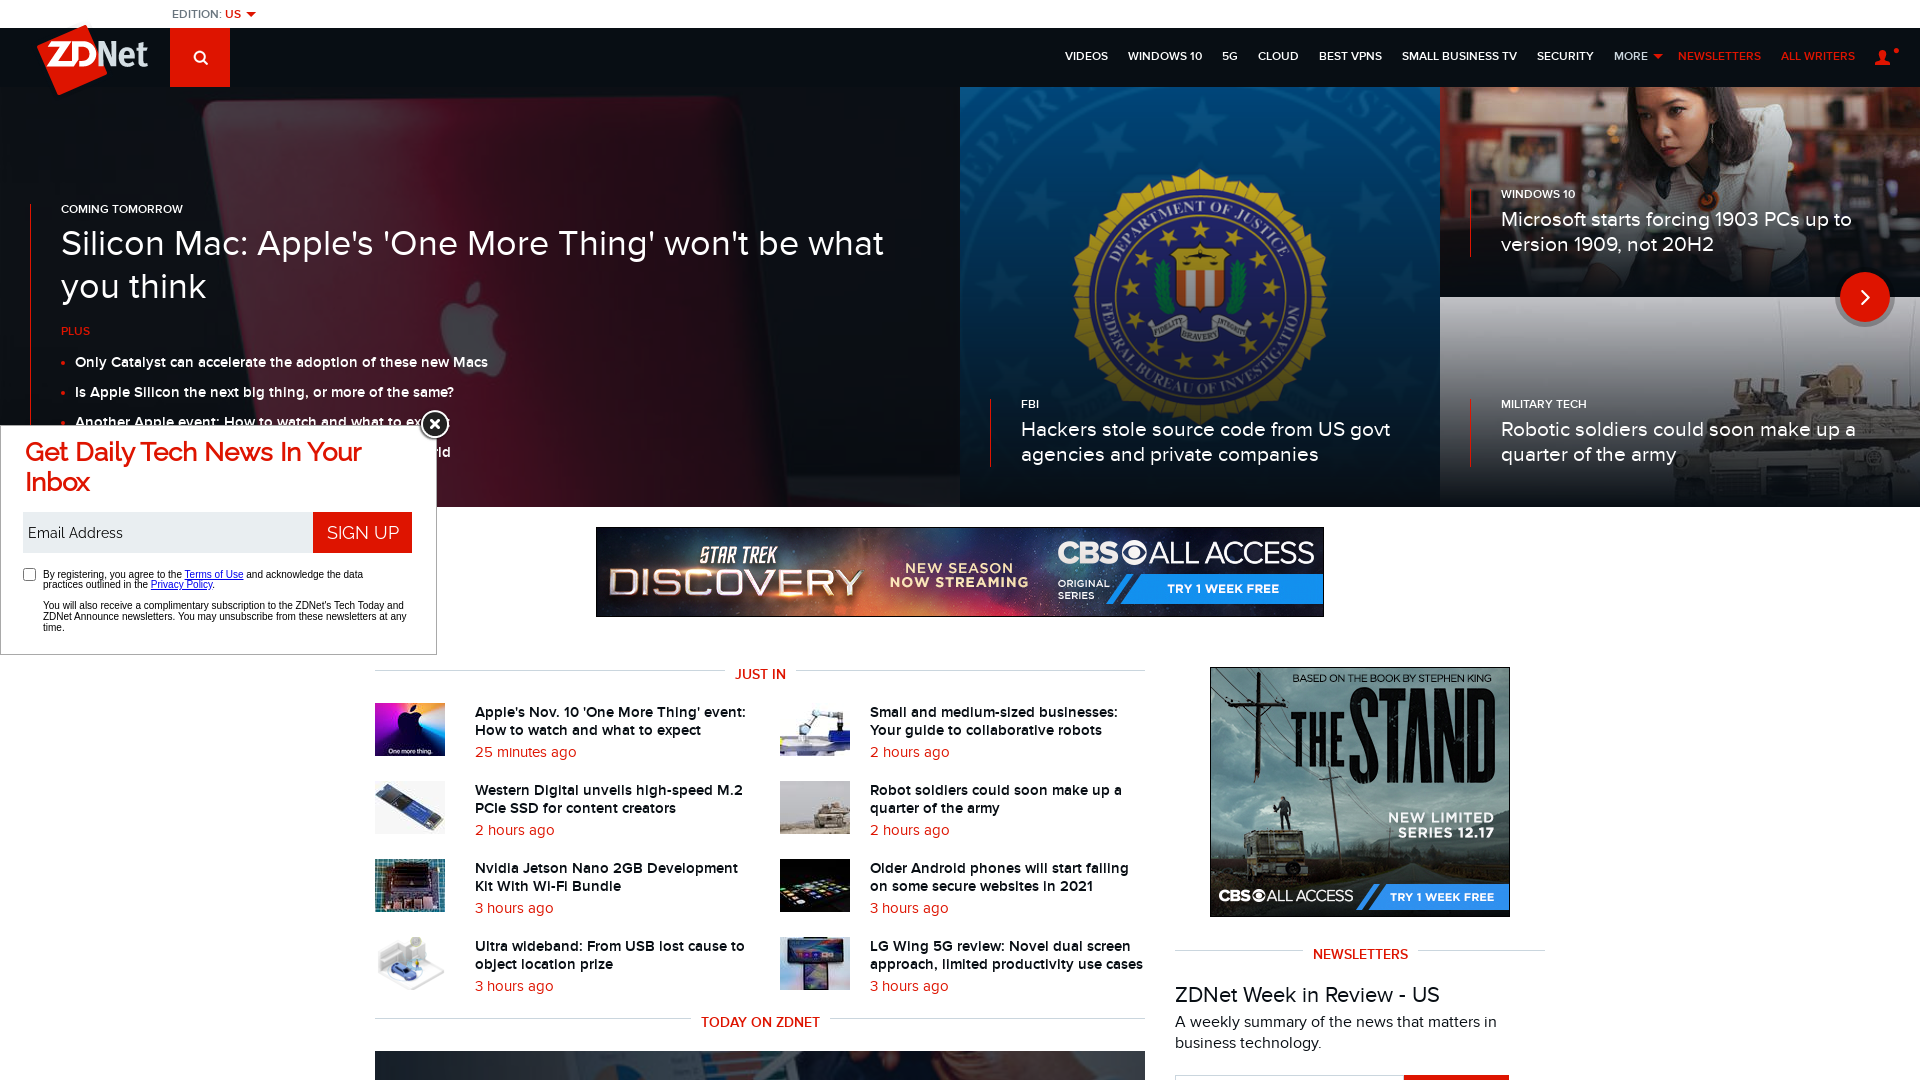 EDITION: US
ZDNet
VIDEOS WINDOWS 10 5G CLOUD BEST VPNS SMALL BUSINESS TV SECURITY MORE NEWSLETTERS ALL WRITERS
COMING TOMORROW
Silicon Mac: Apple's 'One More Thing' won't be what
you think
PLUS
Only Catalyst can accelerate the adoption of these new Macs
Is Apple Silicon the next big thing, or more of the same?
Another Apple event: How to watch and what to
DEPARTMENT OF JUSTICE
FIDELITY BRAVERY INTEGRITY
FEDERAL BUREAU OF INVESTIGATION
FBI
Hackers stole source code from US govt
agencies and private companies
WINDOWS 10
Microsoft starts forcing 1903 PCs up to
version 1909, not 20H2
MILITARY TECH
Robotic soldiers could soon make up a
quarter of the army
Get Daily Tech News In Your
Inbox
Email Address
SIGN UP
By registering, you agree to the Terms of Use and acknowledge the data
practices outlined in the Privacy Policy.
You will also receive a complimentary subscription to the ZDNet's Tech Today and
ZDNet Announce newsletters. You may unsubscribe from these newsletters at any
time.
STAR TREK
DISCOVERY
NEW SEASON
NOW STREAMING
CBS ALL ACCESS
ORIGINAL
SERIES
TRY 1 WEEK FREE
JUST IN
One more thing.
Apple's Nov. 10 'One More Thing' event:
How to watch and what to expect
25 minutes ago
Small and medium-sized businesses:
Your guide to collaborative robots
2 hours ago
Western Digital unveils high-speed M.2
PCIe SSD for content creators
2 hours ago
Robot soldiers could soon make up a
quarter of the army
2 hours ago
Nvidia Jetson Nano 2GB Development
Kit With Wi-Fi Bundle
3 hours ago
Older Android phones will start failing
on some secure websites in 2021
3 hours ago
Ultra wideband: From USB lost cause to
object location prize
3 hours ago
LG Wing 5G review: Novel dual screen
approach, limited productivity use cases
3 hours ago
TODAY ON ZDNET
BASED ON THE BOOK BY STEPHEN KING
THE STAND
NEW LIMITED
SERIES 12.17
CBS ALL ACCESS
TRY 1 WEEK FREE
NEWSLETTERS
ZDNet Week in Review - US
A weekly summary of the news that matters in
business technology.